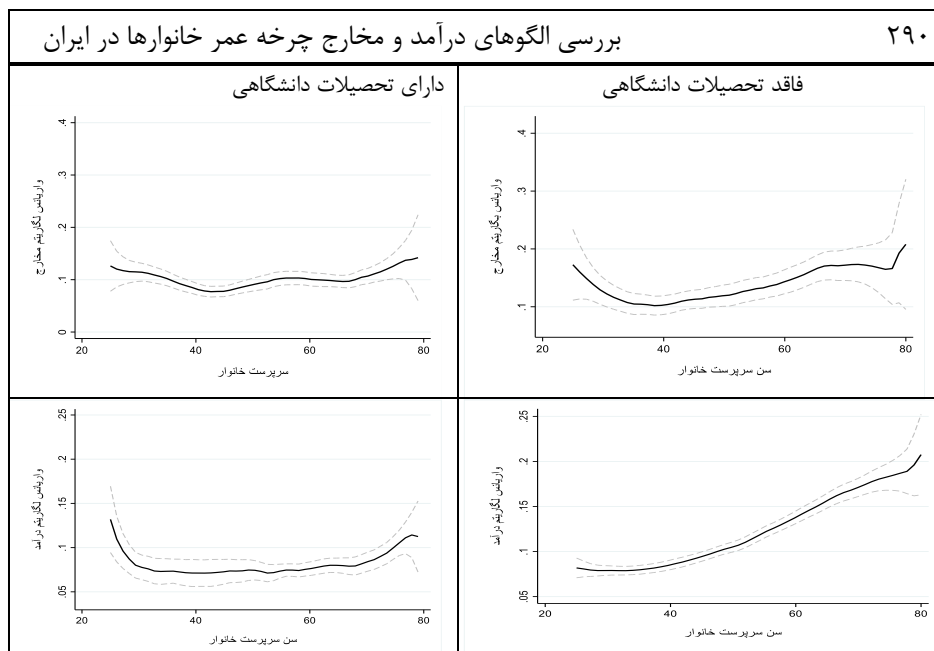 ۲۹۰ بررسی الگوهای درآمد و مخارج چرخه عمر خانوارها در ایران
فاقد تحصیلات دانشگاهی
واریانس بگاریتم مخارج
.1 .2 .3 .4
20 40 60 80
سن سرپرست خانوار
دارای تحصیلات دانشگاهی
واریانس لگاریتم مخارج
0 .1 .2 .3 .4
20 40 60 80
سرپرست خانوار
واریانس لگاریتم درآمد
.05 .1 .15 .2 .25
20 40 60 80
سن سرپرست خانوار
واریانس لگاریتم درآمد
.05 .1 .15 .2 .25
20 40 60 80
سن سرپرست خانوار